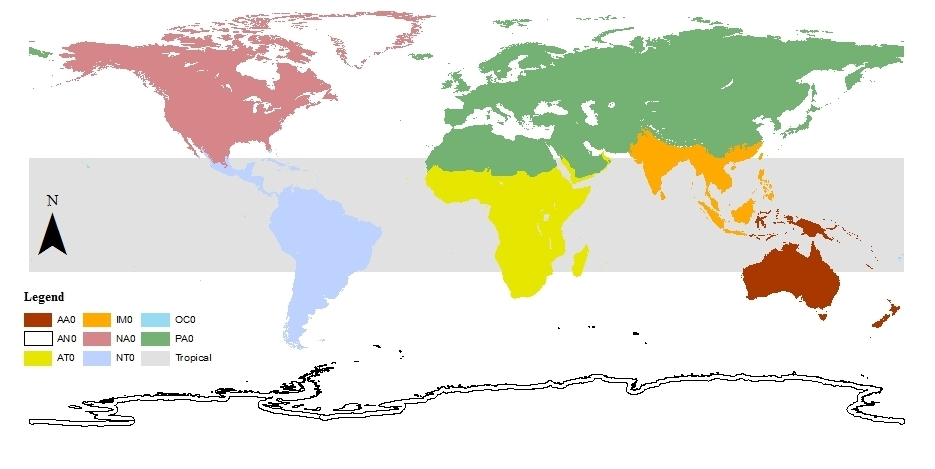 N
Legend
AA0 IM0 OC0
AN0 NA0 PA0
AT0 NT0 Tropical